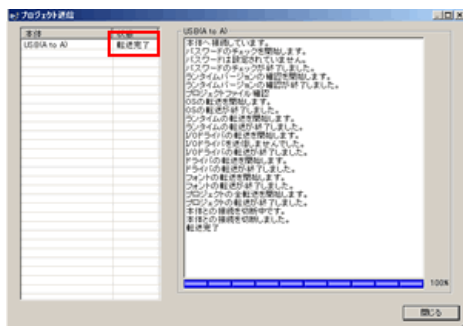 プロジェクト送信
本体
状態
USB(A to A)
転送完了
USB(A to A)
本体へ接続しています。
パスワードのチェックを開始します。
パスワードは設定されていません。
パスワードのチェックが終了しました。
ランタイムバージョンの確認を開始します。
ランタイムバージョンの確認が終了しました。
プロジェクトファイル確認
OSの転送を開始します。
OSの転送が終了しました。
ランタイムの転送を開始します。
ランタイムの転送が終了しました。
I/Oドライバの転送を開始します。
I/Oドライバを送信しませんでした。
ドライバの転送を開始します。
ドライバの転送が終了しました。
フォントの転送を開始します。
フォントの転送が終了しました。
プロジェクトの全転送を開始します。
プロジェクトの転送が終了しました。
本体との接続を切断中です。
本体との接続を切断しました。
転送完了
100%
閉じる